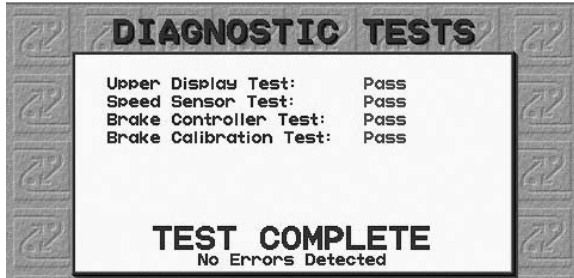 DIAGNOSTIC TESTS
Upper Display Test: Pass
Speed Sensor Test: Pass
Brake Controller Test: Pass
Brake Calibration Test: Pass
TEST COMPLETE
No Errors Detected